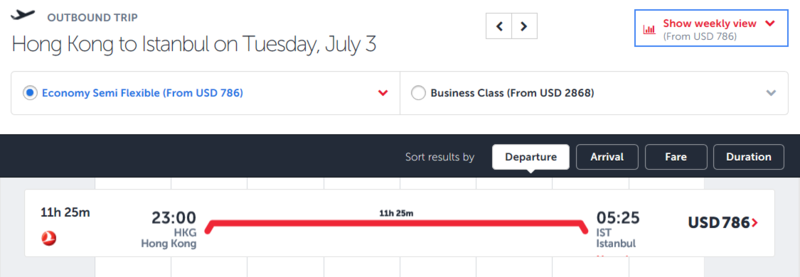 OUTBOUND TRIP
Hong Kong to Istanbul on Tuesday, July 3
Show weekly view
(From USD 786)
Economy Semi Flexible (From USD 786)
Business Class (From USD 2868)
Sort results by
Departure
Arrival
Fare
Duration
11h 25m
23:00
HKG
Hong Kong
11h 25m
05:25
IST
Istanbul
USD 786